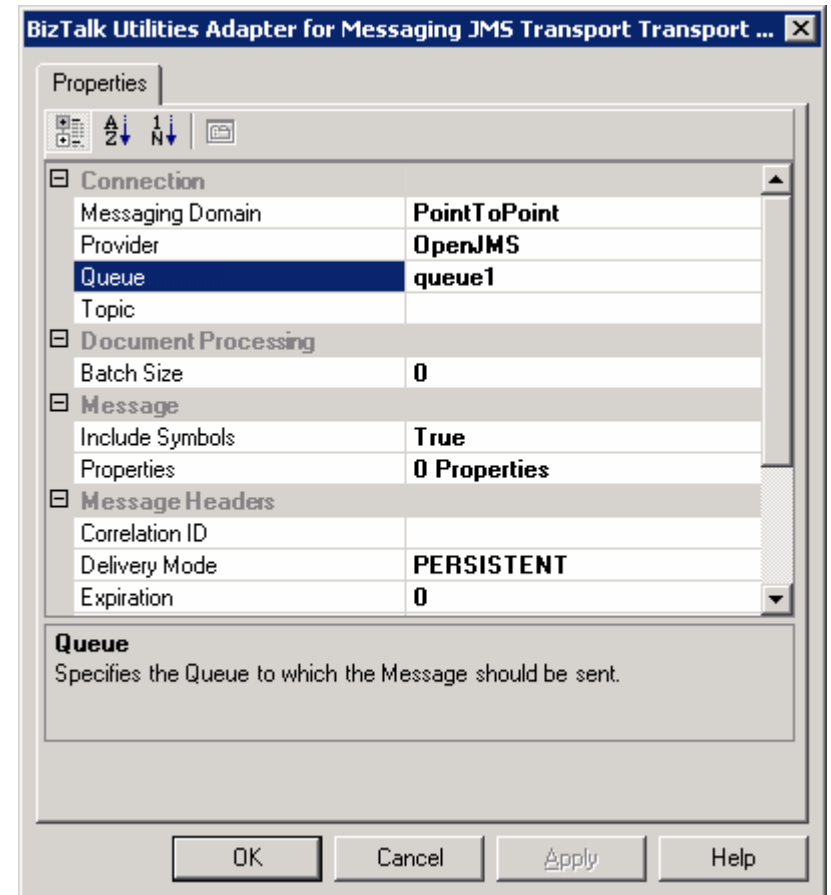 BizTalk Utilities Adapter for Messaging JMS Transport Transport ...
Properties
Connection
Messaging Domain PointToPoint
Provider OpenJMS
Queue queue1
Topic
Document Processing
Batch Size 0
Message
Include Symbols True
Properties 0 Properties
Message Headers
Correlation ID
Delivery Mode PERSISTENT
Expiration 0
Queue
Specifies the Queue to which the Message should be sent.
OK Cancel Apply Help